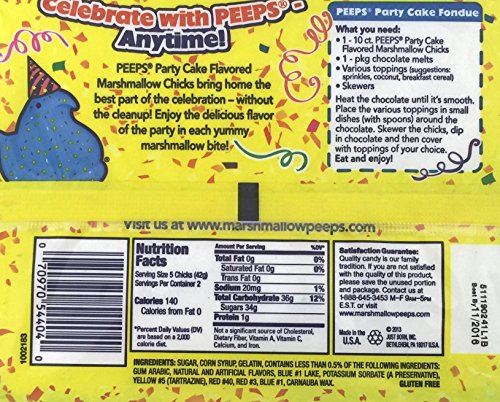 Celebrate with PEEPS® -
Anytime!
PEEPS® Party Cake Flavored
Marshmallow Chicks bring home the
best part of the celebration – without
the cleanup! Enjoy the delicious flavor
of the party in each yummy
marshmallow bite!
PEEPS® Party Cake Fondue
What you need:
• 1 - 10 ct. PEEPS® Party Cake
Flavored Marshmallow Chicks
• 1 - pkg chocolate melts
• Various toppings (suggestions:
sprinkles, coconut, breakfast cereal)
• Skewers
Heat the chocolate until it's smooth.
Place the various toppings in small
dishes (with spoons) around the
chocolate. Skewer the chicks, dip
in chocolate and then cover
with toppings of your choice.
Eat and enjoy!
Visit us at www.marshmallowpeeps.com
0 70970 54404 0
1002183
Nutrition
Facts
Serving Size 5 Chicks (42g)
Servings Per Container 2
Calories 140
Calories from Fat 0
*Percent Daily Values (DV)
are based on a 2,000
calorie diet.
Amount Per Serving %DV*
Total Fat 0g 0%
Saturated Fat 0g 0%
Trans Fat 0g
Sodium 20mg 1%
Total Carbohydrate 36g 12%
Sugars 34g
Protein 1g
Not a significant source of Cholesterol,
Dietary Fiber, Vitamin A, Vitamin C,
Calcium, and Iron.
Satisfaction Guarantee:
Quality candy is our family
tradition. If you are not satisfied
with the quality of this product,
please save the unused portion
and package. Contact us at
1-888-645-3453 M-F 9AM-5PM
E.S.T. or visit
www.marshmallowpeeps.com
Made in the
U.S.A.
© 2013
JUST BORN, INC.
BETHLEHEM, PA 18017 U.S.A.
5111902411B
Best By 11/2016
INGREDIENTS: SUGAR, CORN SYRUP, GELATIN, CONTAINS LESS THAN 0.5% OF THE FOLLOWING INGREDIENTS:
GUM ARABIC, NATURAL AND ARTIFICIAL FLAVORS, BLUE #1 LAKE, POTASSIUM SORBATE (A PRESERVATIVE),
YELLOW #5 (TARTRAZINE), RED #40, RED #3, BLUE #1, CARNAUBA WAX.
GLUTEN FREE